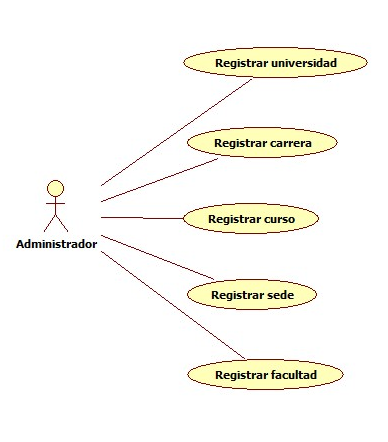 Registrar universidad
Registrar carrera
Registrar curso
Administrador
Registrar sede
Registrar facultad